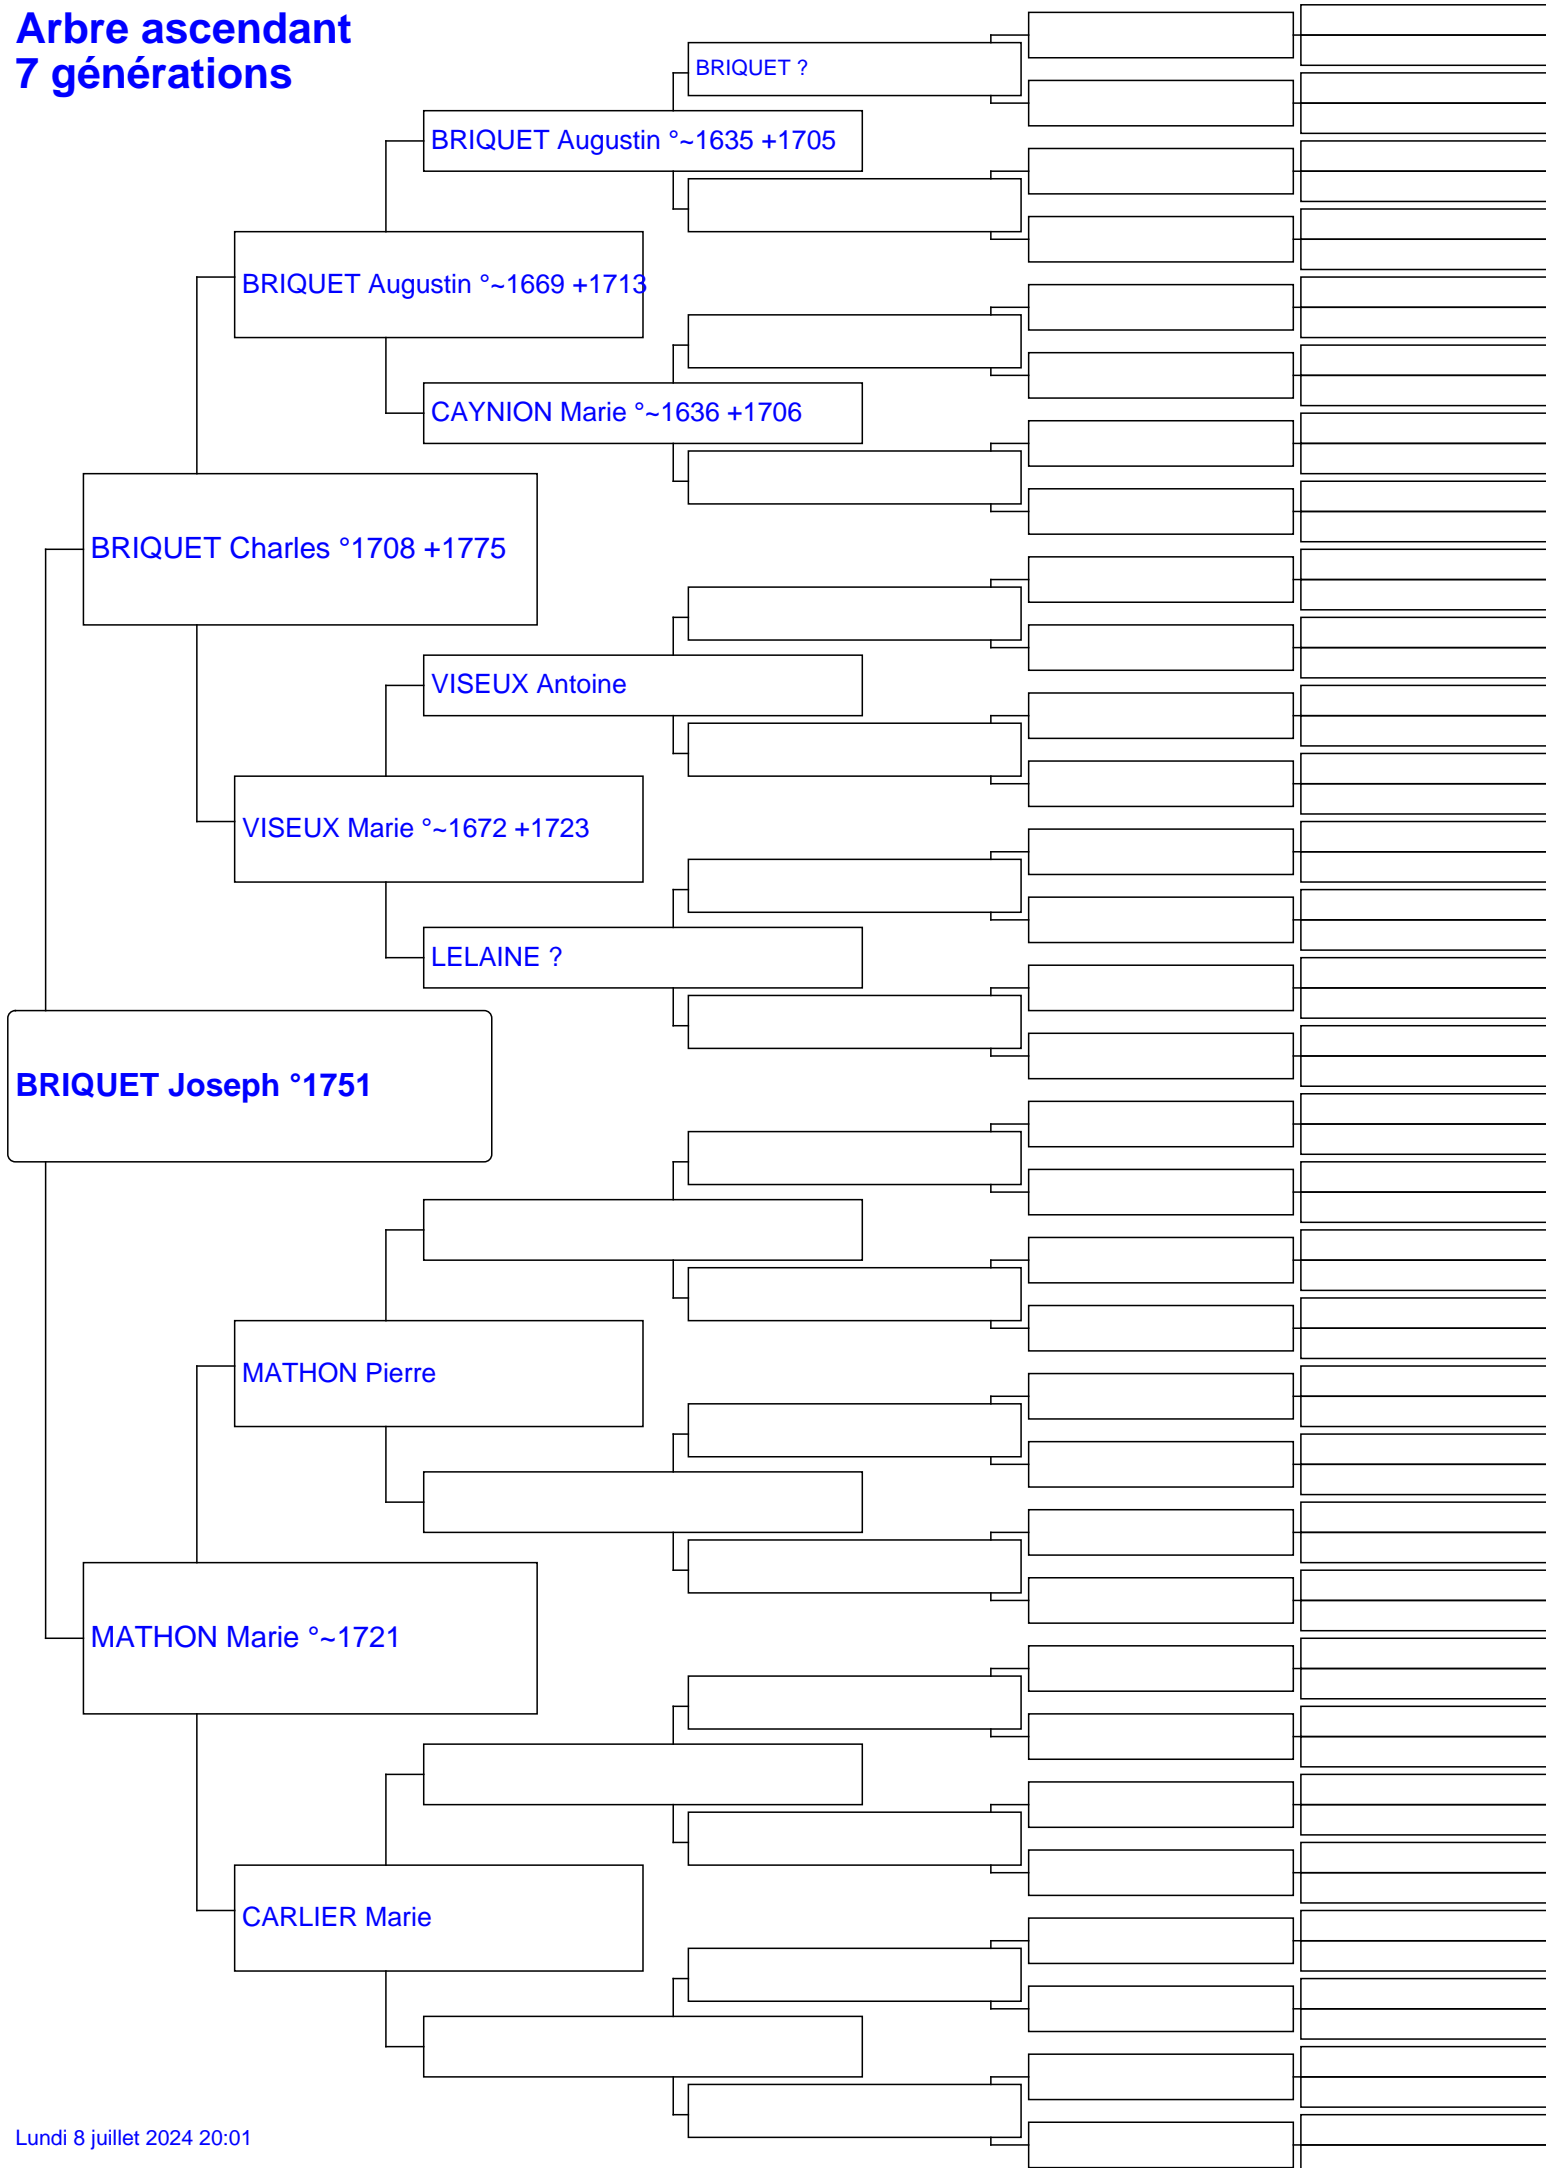 Arbre ascendant
7 générations
BRIQUET ?
BRIQUET Augustin °~1635 +1705
BRIQUET Augustin °~1669 +1713
CAYNION Marie °~1636 +1706
BRIQUET Charles °1708 +1775
VISEUX Antoine
VISEUX Marie °~1672 +1723
LELAINE ?
BRIQUET Joseph °1751
MATHON Pierre
MATHON Marie °~1721
CARLIER Marie
Lundi 8 juillet 2024 20:01